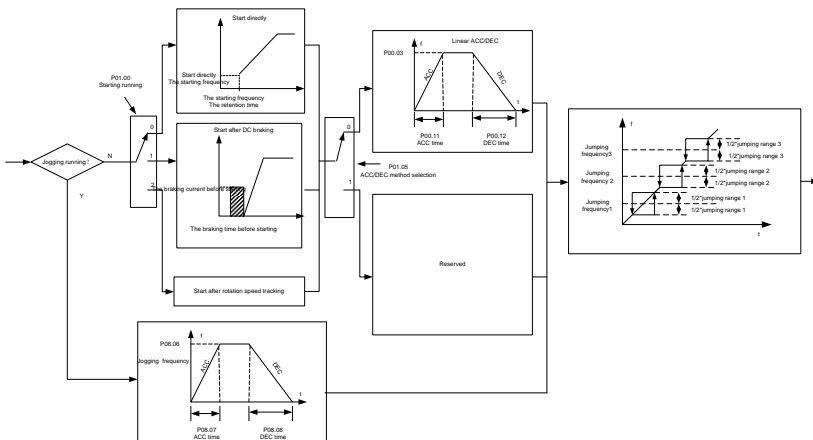 Start directly
f
Start directly
The starting frequency
The starting frequency
The retention time
P01.00
Starting running
0
1
2
Jogging running?
N
Y
Start after DC braking
The braking time before starting
Start after rotation speed tracking
0
1
P01.05
ACC/DEC method selection
Linear ACC/DEC
f
P00.03
ACC
DEC
t
P00.11
ACC time
P00.12
DEC time
Reserved
f
Jumping
frequency3
Jumping
frequency 2
Jumping
frequency1
1/2*jumping range 3
1/2*jumping range 3
1/2*jumping range 2
1/2*jumping range 2
1/2*jumping range 1
1/2*jumping range 1
t
P08.06
Jogging frequency
f
ACC
DEC
t
P08.07
ACC time
P08.08
DEC time